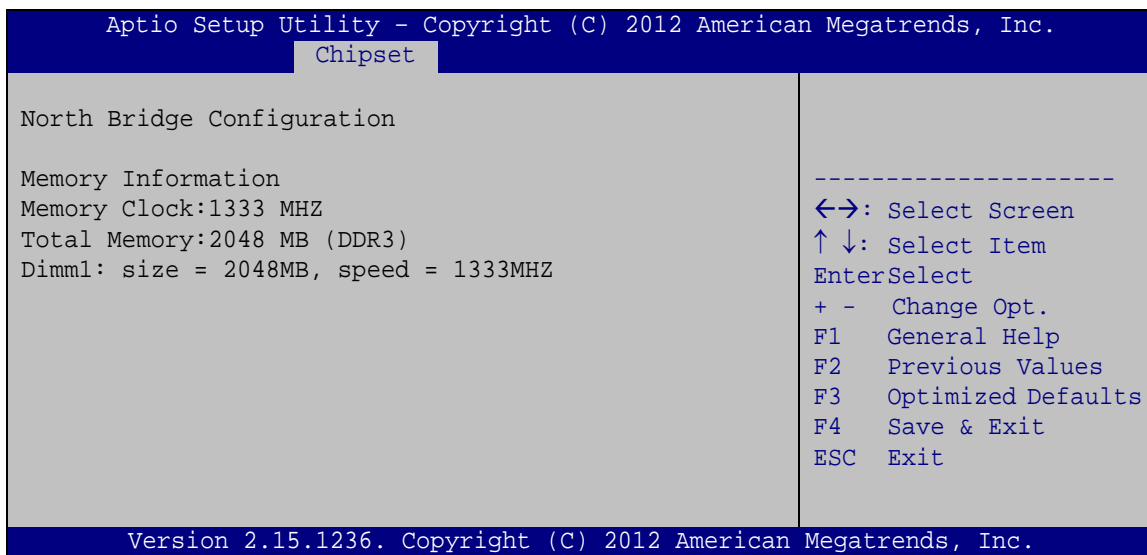 Aptio Setup Utility – Copyright (C) 2012 American Megatrends, Inc.
Chipset
North Bridge Configuration
Memory Information
Memory Clock:1333 MHZ
Total Memory:2048 MB (DDR3)
Dimm1: size = 2048MB, speed = 1333MHZ
---------------------
←→: Select Screen
↑ ↓: Select Item
EnterSelect
+ - Change Opt.
F1 General Help
F2 Previous Values
F3 Optimized Defaults
F4 Save & Exit
ESC Exit
Version 2.15.1236. Copyright (C) 2012 American Megatrends, Inc.